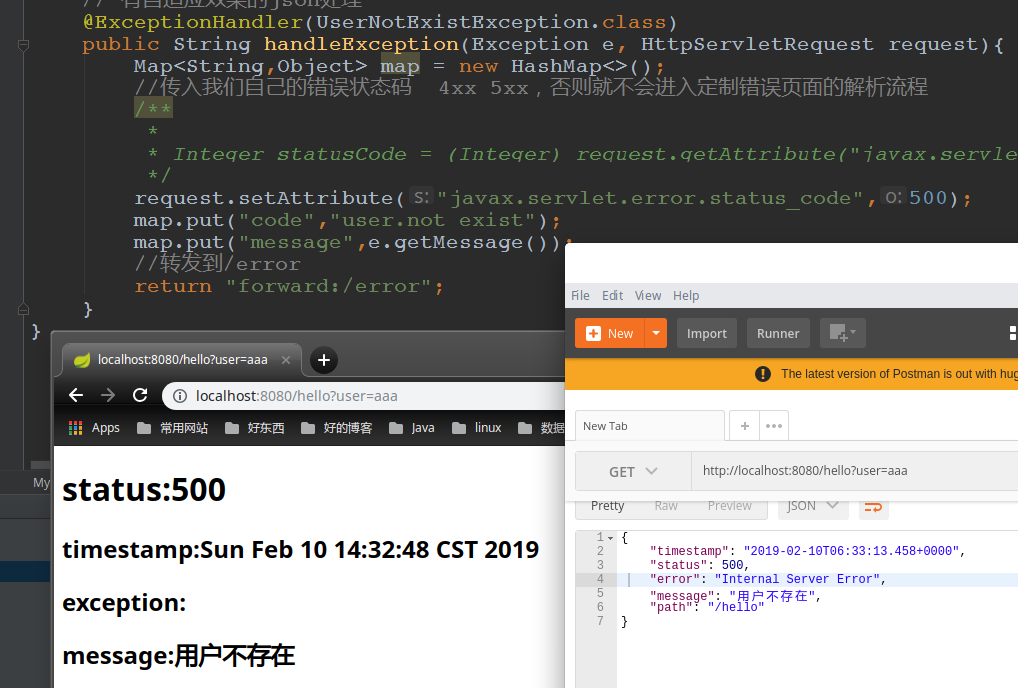 // 有自适应效果的json处理
@ExceptionHandler(UserNotExistException.class)
public String handleException(Exception e, HttpServletRequest request){
Map<String,Object> map = new HashMap<>();
//传入我们自己的错误状态码 4xx 5xx，否则就不会进入定制错误页面的解析流程
/**
*
* Integer statusCode = (Integer) request.getAttribute("javax.servle
*/
request.setAttribute( s: "javax.servlet.error.status_code", o: 500);
map.put("code","user.not exist");
map.put("message",e.getMessage());
//转发到/error
return "forward:/error";
}
}
My
localhost:8080/hello?user=aaa
localhost:8080/hello?user=aaa
Apps 常用网站 好东西 好的博客 Java linux 数据
status:500
timestamp:Sun Feb 10 14:32:48 CST 2019
exception:
message:用户不存在
File Edit View Help
New Import Runner
The latest version of Postman is out with hug
New Tab
GET http://localhost:8080/hello?user=aaa
Pretty Raw Preview JSON
1 {
2 "timestamp": "2019-02-10T06:33:13.458+0000",
3 "status": 500,
4 "error": "Internal Server Error",
5 "message": "用户不存在",
6 "path": "/hello"
7 }